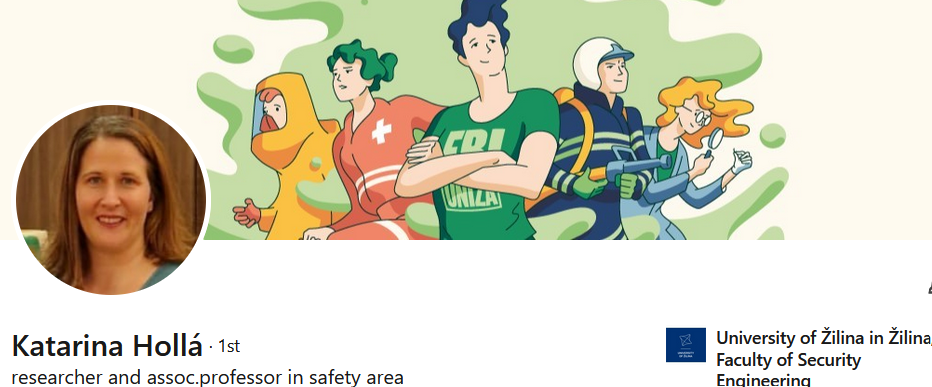 FBI
UNIZA
Katarina Hollá · 1st
researcher and assoc.professor in safety area
University of Žilina in Žilina,
Faculty of Security
Engineering